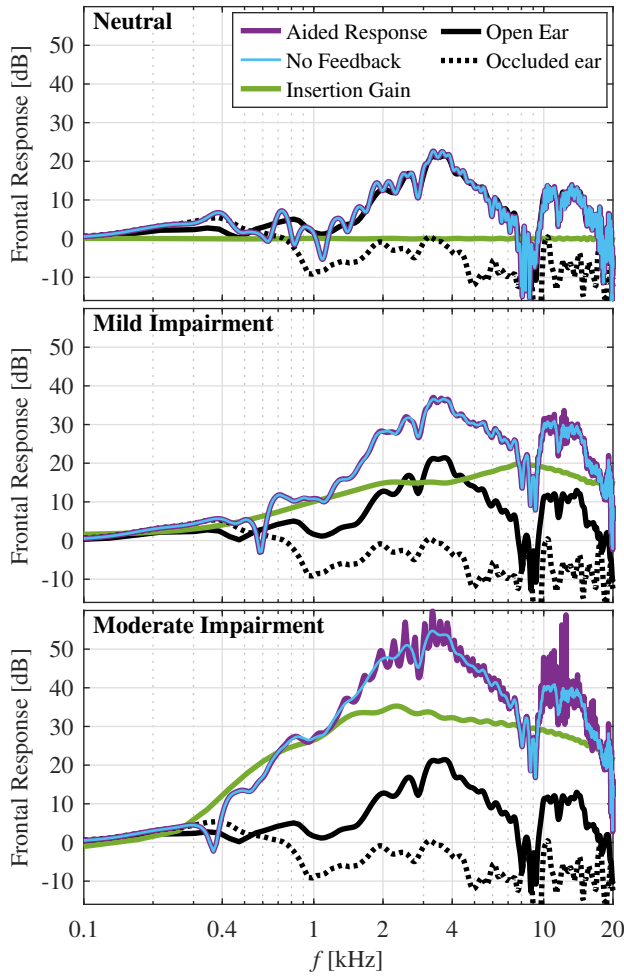 Neutral
Aided Response
Open Ear
No Feedback
Occluded ear
Insertion Gain
Frontal Response [dB]
50
40
30
20
10
0
-10
Mild Impairment
Frontal Response [dB]
50
40
30
20
10
0
-10
Moderate Impairment
Frontal Response [dB]
50
40
30
20
10
0
-10
0.1
0.4
1
2
4
10
20
f [kHz]